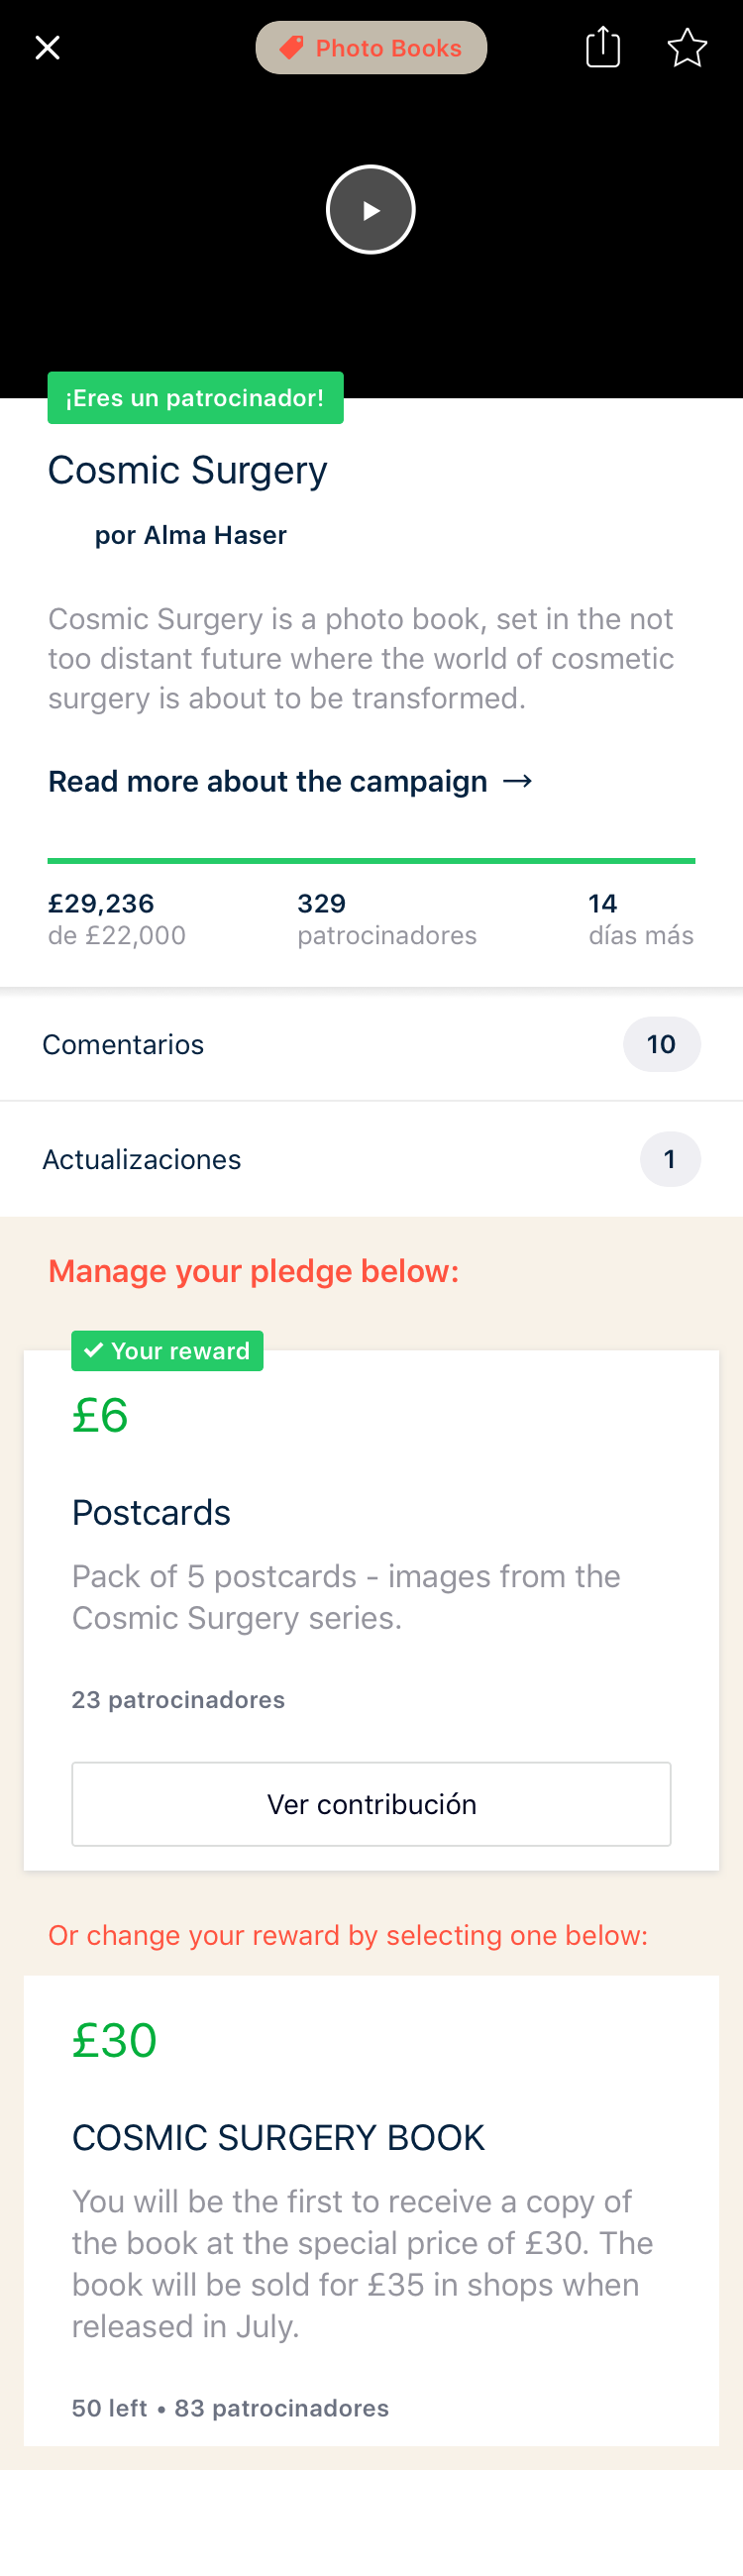 Photo Books
¡Eres un patrocinador!
Cosmic Surgery
por Alma Haser
Cosmic Surgery is a photo book, set in the not
too distant future where the world of cosmetic
surgery is about to be transformed.
Read more about the campaign →
£29,236
de £22,000
329
patrocinadores
14
días más
Comentarios
10
Actualizaciones
1
Manage your pledge below:
Your reward
£6
Postcards
Pack of 5 postcards - images from the
Cosmic Surgery series.
23 patrocinadores
Ver contribución
Or change your reward by selecting one below:
£30
COSMIC SURGERY BOOK
You will be the first to receive a copy of
the book at the special price of £30. The
book will be sold for £35 in shops when
released in July.
50 left • 83 patrocinadores